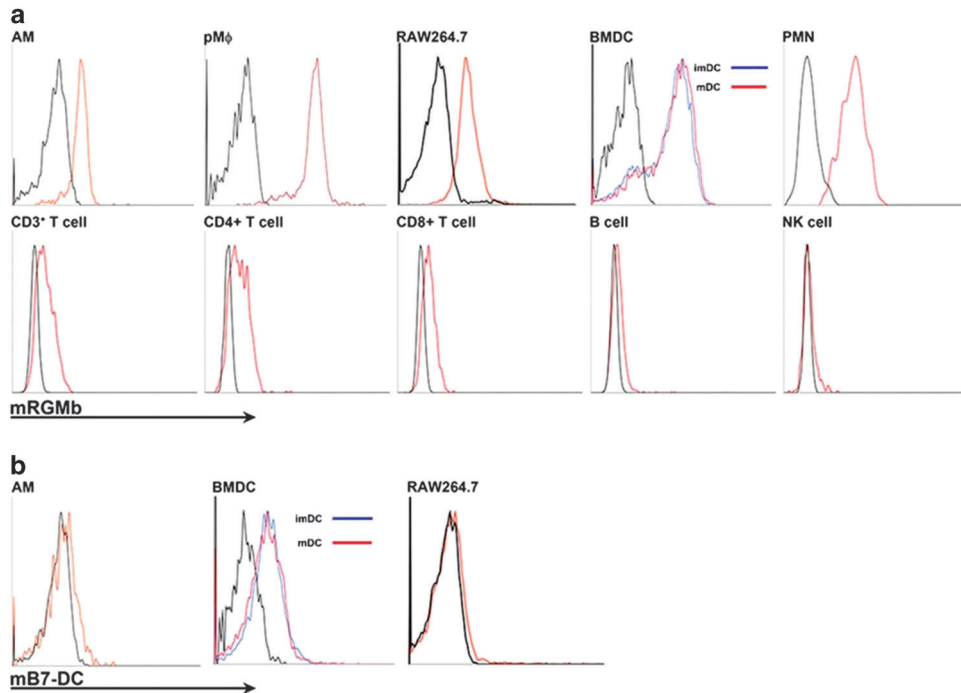 a
AM
pMϕ
RAW264.7
BMDC
imDC
mDC
PMN
CD3⁺ T cell
CD4+ T cell
CD8+ T cell
B cell
NK cell
mRGMb
b
AM
BMDC
imDC
mDC
RAW264.7
mB7-DC